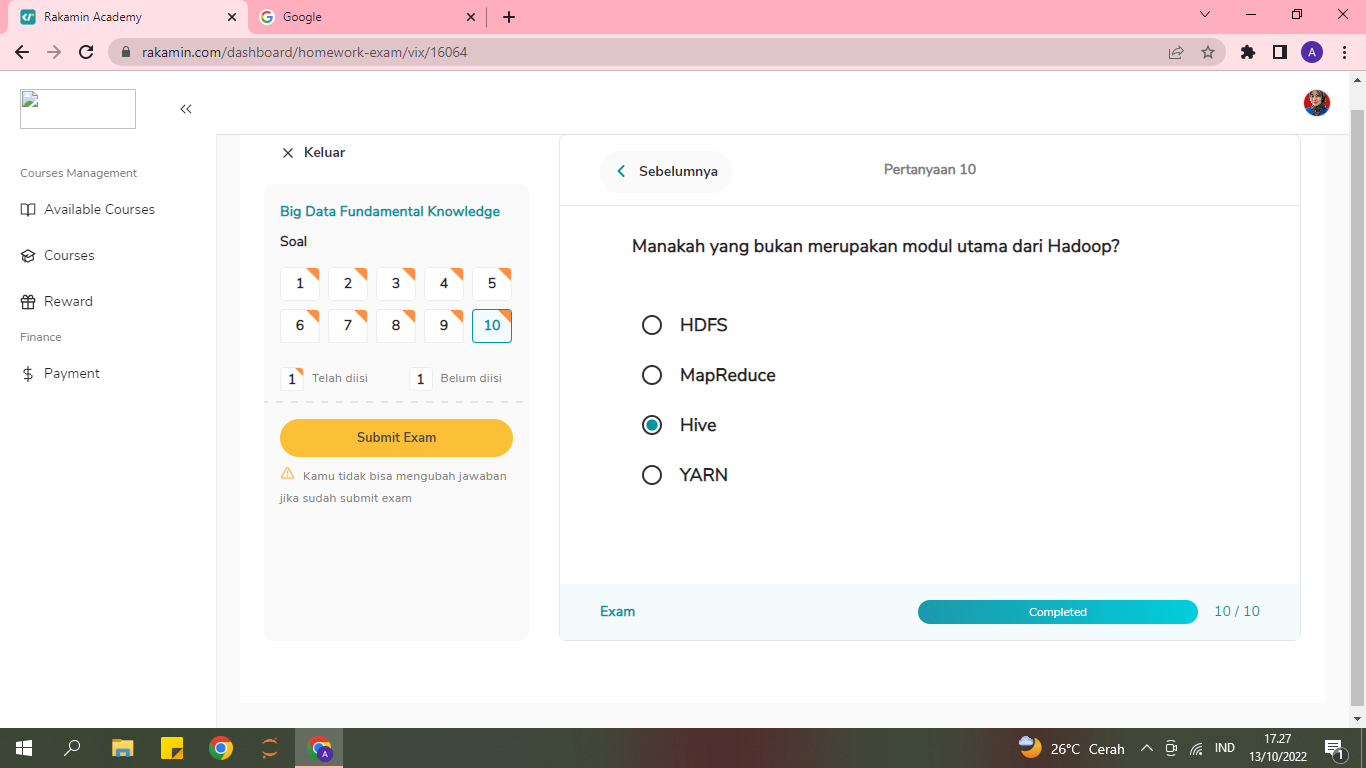 Rakamin Academy
Google
rakamin.com/dashboard/homework-exam/vix/16064
A
Courses Management
Available Courses
Courses
Reward
Finance
Payment
Keluar
Big Data Fundamental Knowledge
Soal
1 2 3 4 5
6 7 8 9 10
1 Telah diisi 1 Belum diisi
Submit Exam
Kamu tidak bisa mengubah jawaban
jika sudah submit exam
Sebelumnya
Pertanyaan 10
Manakah yang bukan merupakan modul utama dari Hadoop?
HDFS
MapReduce
Hive
YARN
Exam
Completed
10 / 10
A
26°C Cerah
IND
17.27
13/10/2022
1